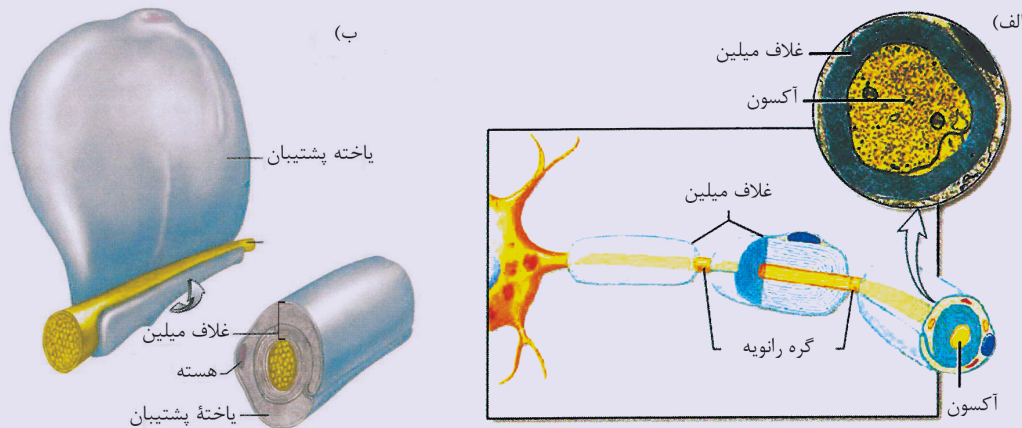 الف)
غلاف میلین
آکسون
غلاف میلین
گره رانویه
آکسون
ب)
یاخته پشتیبان
غلاف میلین
هسته
یاختهٔ پشتیبان